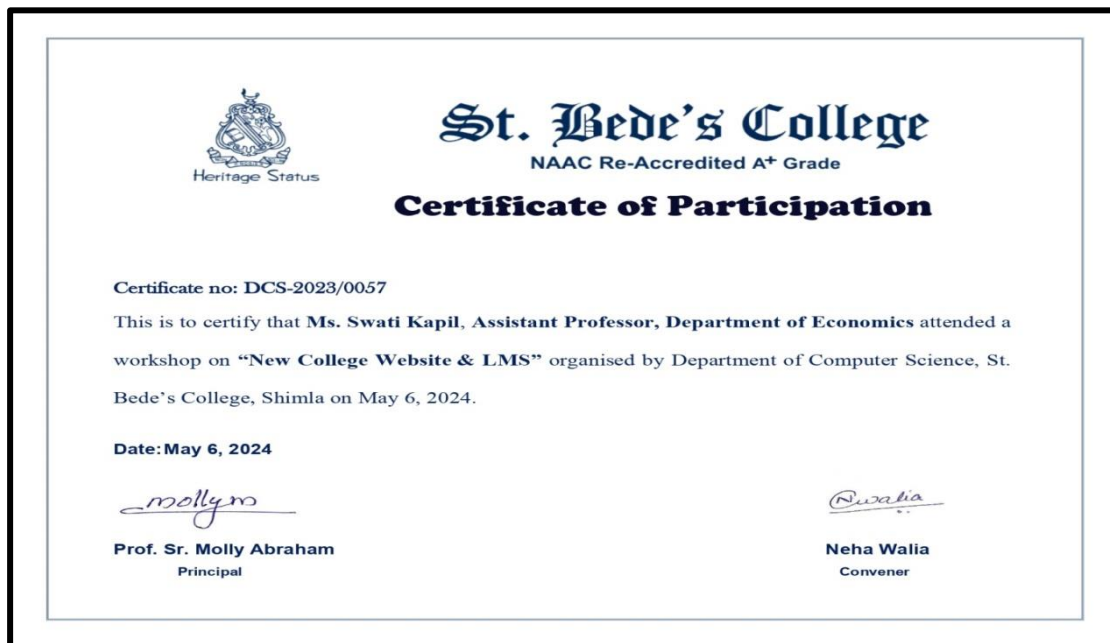 St. Bede's College
NAAC Re-Accredited A+ Grade
Heritage Status
Certificate of Participation
Certificate no: DCS-2023/0057
This is to certify that Ms. Swati Kapil, Assistant Professor, Department of Economics attended a
workshop on “New College Website & LMS” organised by Department of Computer Science, St.
Bede’s College, Shimla on May 6, 2024.
Date: May 6, 2024
mollym
Nwalia
Prof. Sr. Molly Abraham
Neha Walia
Principal
Convener